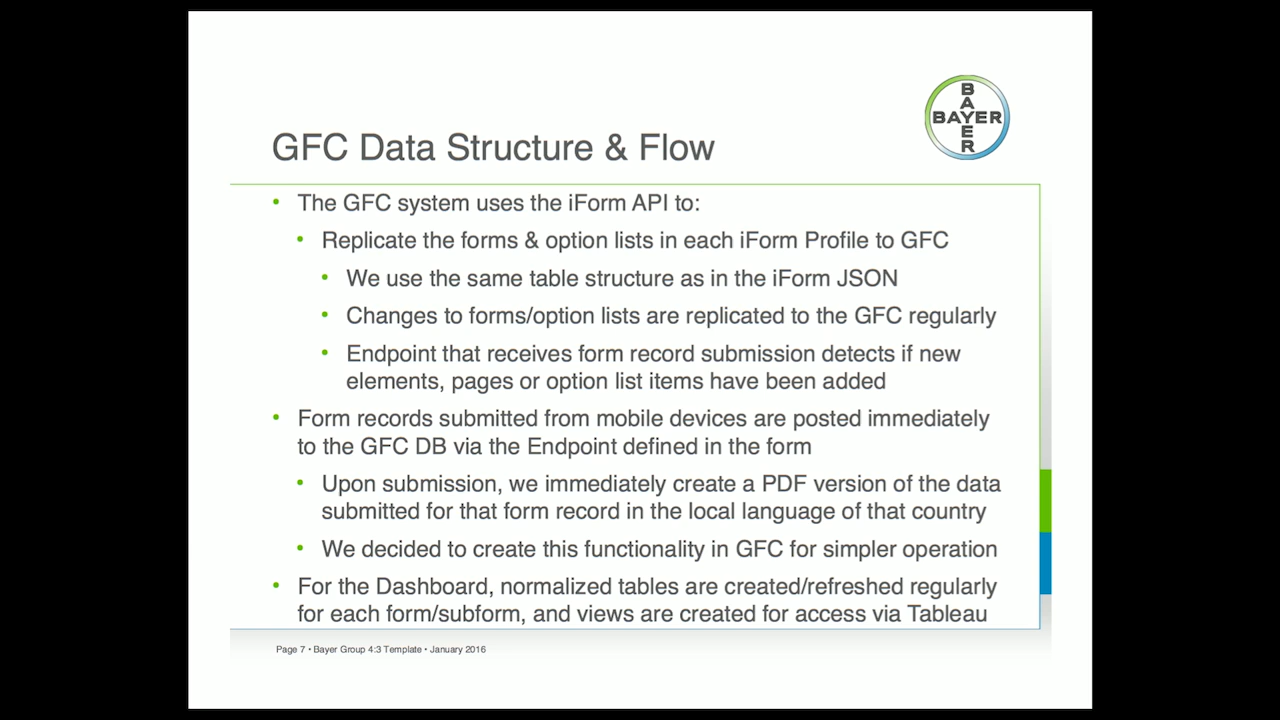 BAYER
BAYER
GFC Data Structure & Flow
• The GFC system uses the iForm API to:
• Replicate the forms & option lists in each iForm Profile to GFC
• We use the same table structure as in the iForm JSON
• Changes to forms/option lists are replicated to the GFC regularly
• Endpoint that receives form record submission detects if new
elements, pages or option list items have been added
• Form records submitted from mobile devices are posted immediately
to the GFC DB via the Endpoint defined in the form
• Upon submission, we immediately create a PDF version of the data
submitted for that form record in the local language of that country
• We decided to create this functionality in GFC for simpler operation
• For the Dashboard, normalized tables are created/refreshed regularly
for each form/subform, and views are created for access via Tableau
Page 7 • Bayer Group 4:3 Template • January 2016